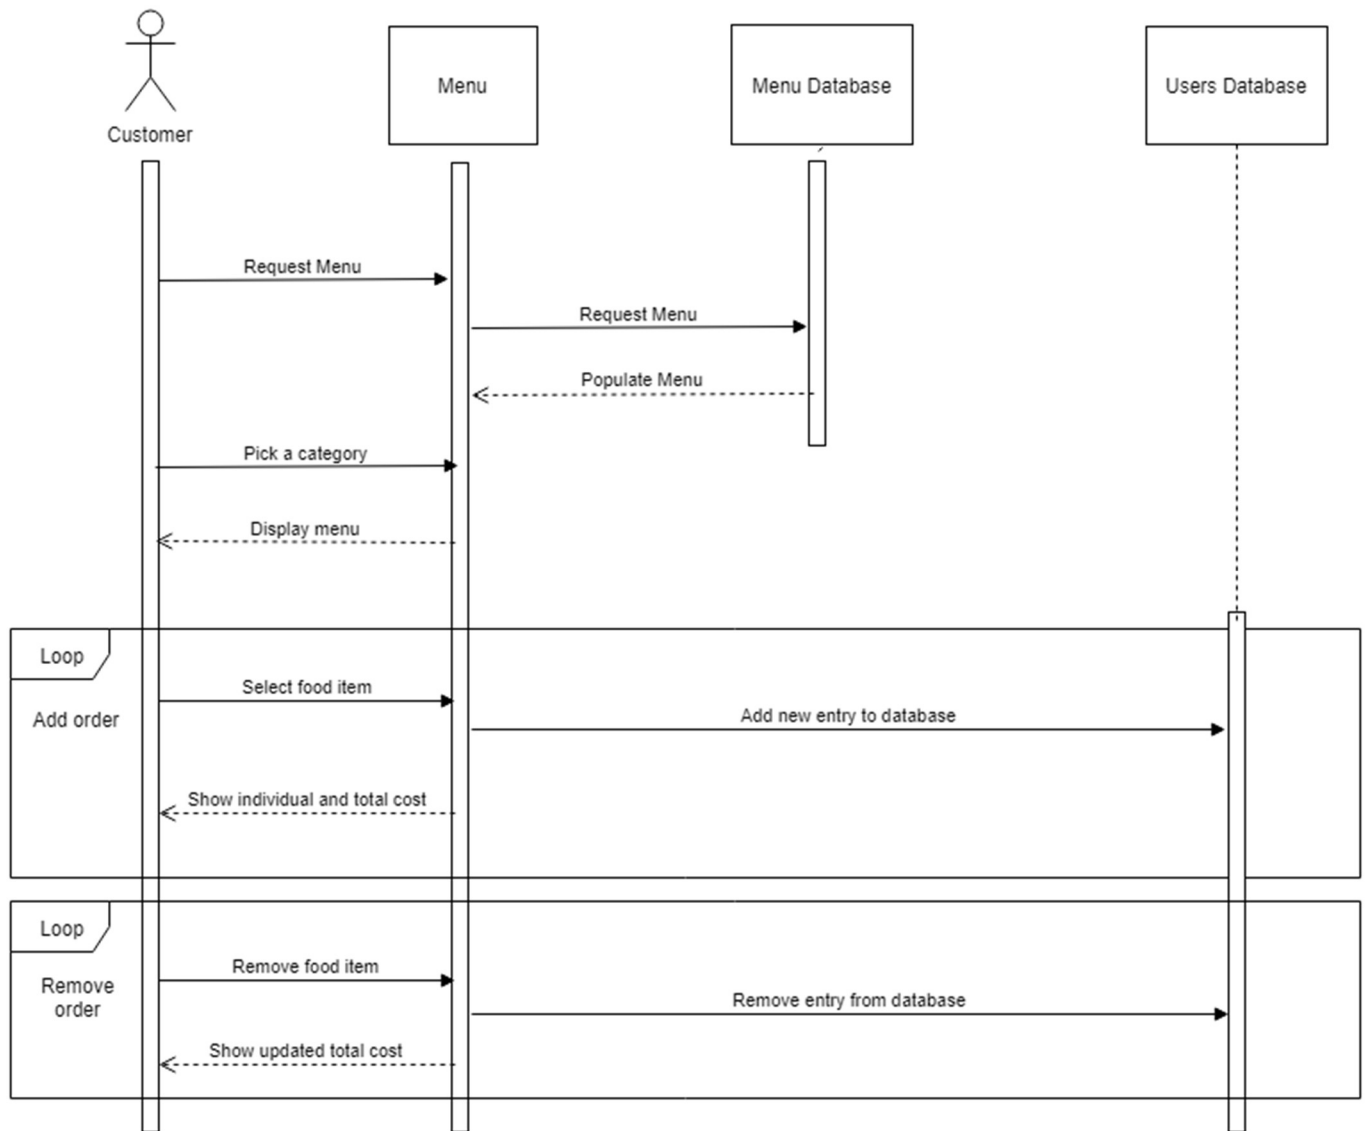 Customer
Menu
Menu Database
Users Database
Request Menu
Request Menu
Populate Menu
Pick a category
Display menu
Loop
Add order
Select food item
Add new entry to database
Show individual and total cost
Loop
Remove
order
Remove food item
Remove entry from database
Show updated total cost